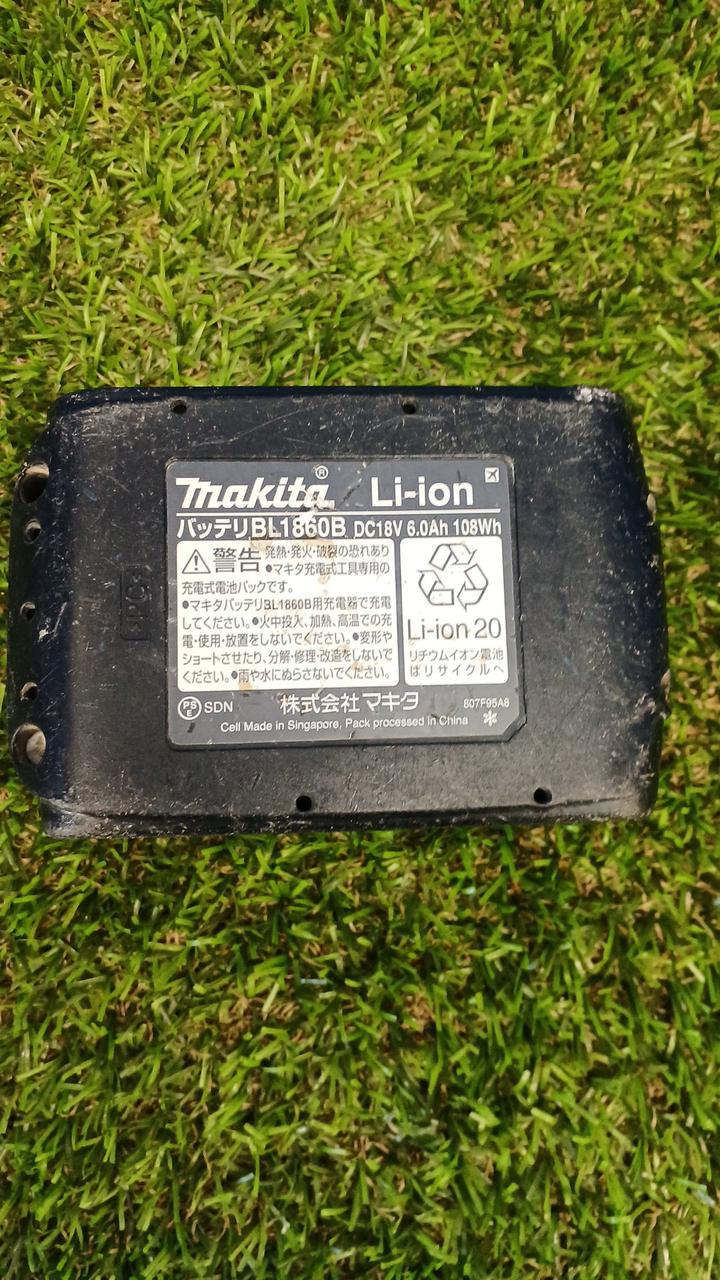 makita® Li-ion
バッテリBL1860B DC18V 6.0Ah 108Wh
警告 発熱・発火・破裂の恐れあり
●マキタ充電式工具専用の
充電式電池パックです。
●マキタバッテリBL1860B用充電器で充電
してください。●火中投入、加熱、高温での充
電・使用・放置をしないでください。●変形や
ショートさせたり、分解・修理・改造をしないで
ください。●雨や水にぬらさないでください。
Li-ion 20
リチウムイオン電池
はリサイクルへ
PS
E SDN 株式会社マキタ 807F95A8
Cell Made in Singapore, Pack processed in China